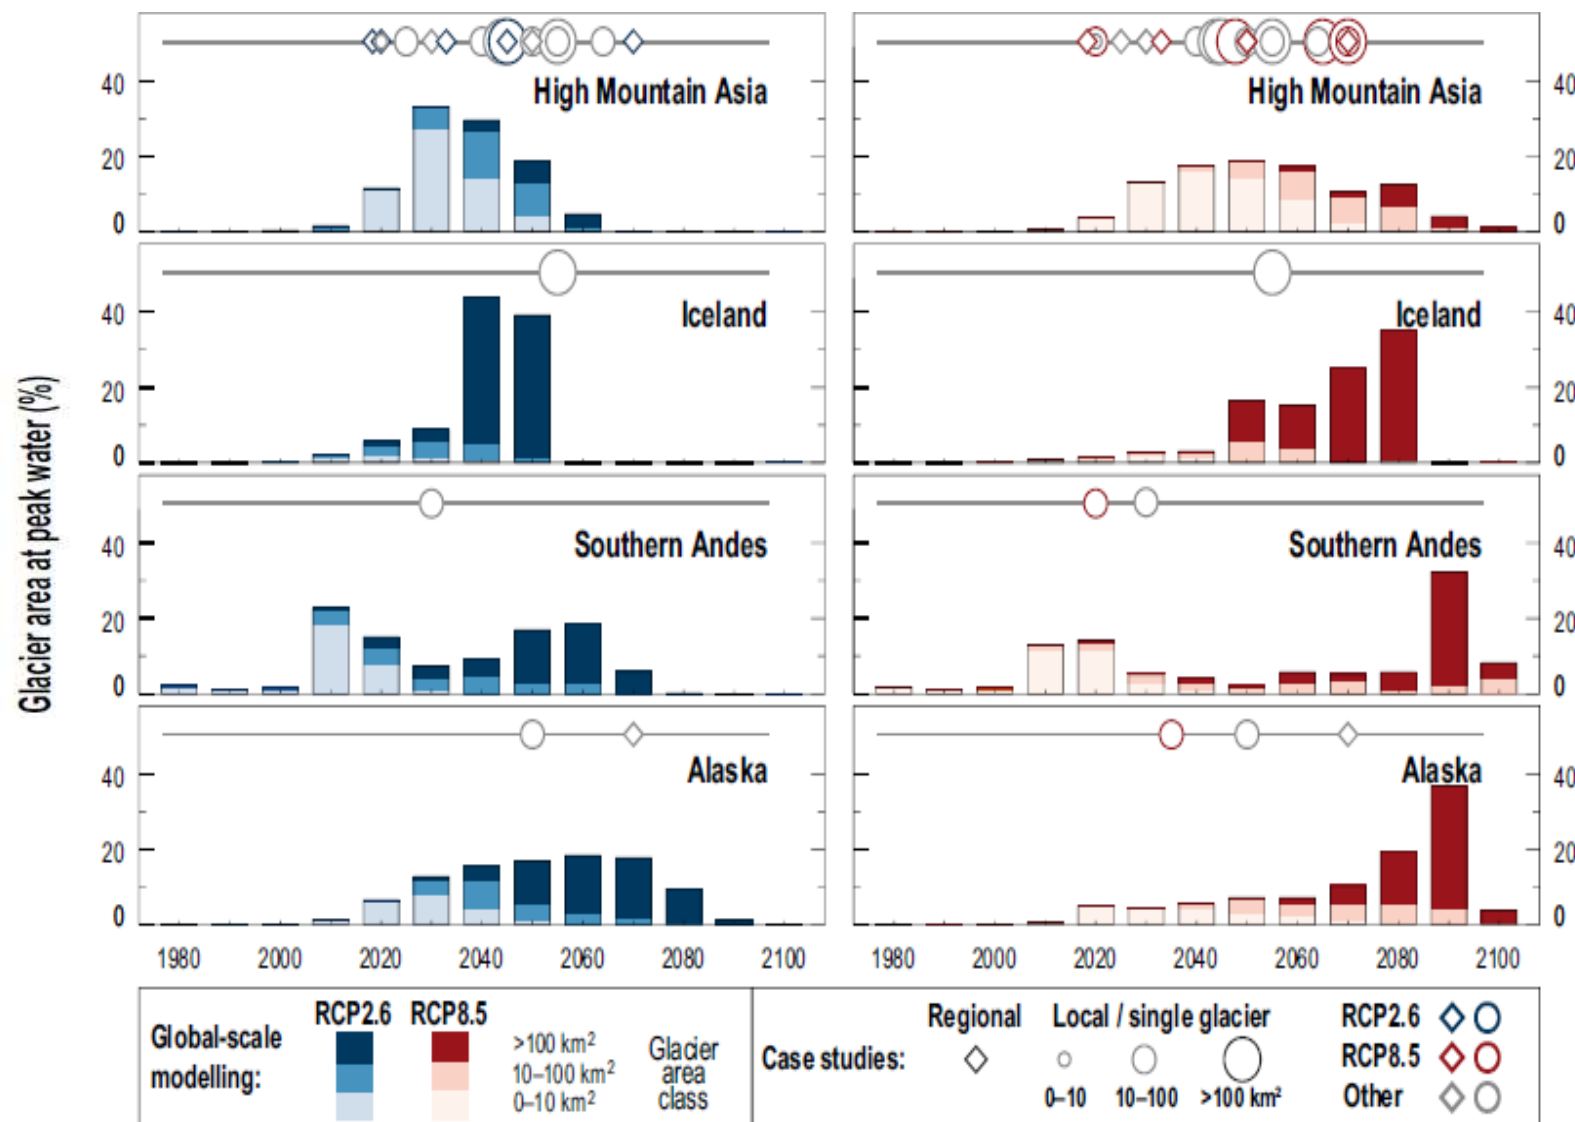 High Mountain Asia
High Mountain Asia
40
20
0
40
20
0
Iceland
Iceland
40
20
0
40
20
0
Glacier area at peak water (%)
Southern Andes
Southern Andes
40
20
0
40
20
0
Alaska
Alaska
40
20
0
40
20
0
1980 2000 2020 2040 2060 2080 2100
1980 2000 2020 2040 2060 2080 2100
RCP2.6 RCP8.5
Global-scale
modelling:
>100 km²
10–100 km²
0–10 km²
Glacier
area
class
Regional Local / single glacier
Case studies:
0–10 10–100 >100 km²
RCP2.6
RCP8.5
Other